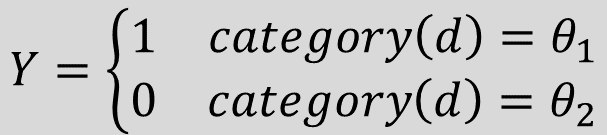 Y = { 1 category(d) = θ₁
0 category(d) = θ₂